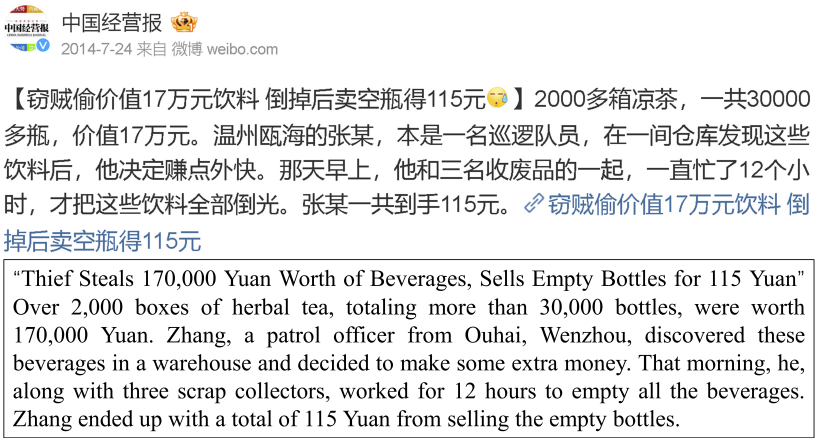 中国经营报
2014-7-24 来自 微博 weibo.com
【窃贼偷价值17万元饮料 倒掉后卖空瓶得115元】2000多箱凉茶，一共30000
多瓶，价值17万元。温州瓯海的张某，本是一名巡逻队员，在一间仓库发现这些
饮料后，他决定赚点外快。那天早上，他和三名收废品的一起，一直忙了12个小
时，才把这些饮料全部倒光。张某一共到手115元。窃贼偷价值17万元饮料 倒
掉后卖空瓶得115元
“Thief Steals 170,000 Yuan Worth of Beverages, Sells Empty Bottles for 115 Yuan”
Over 2,000 boxes of herbal tea, totaling more than 30,000 bottles, were worth
170,000 Yuan. Zhang, a patrol officer from Ouhai, Wenzhou, discovered these
beverages in a warehouse and decided to make some extra money. That morning, he,
along with three scrap collectors, worked for 12 hours to empty all the beverages.
Zhang ended up with a total of 115 Yuan from selling the empty bottles.